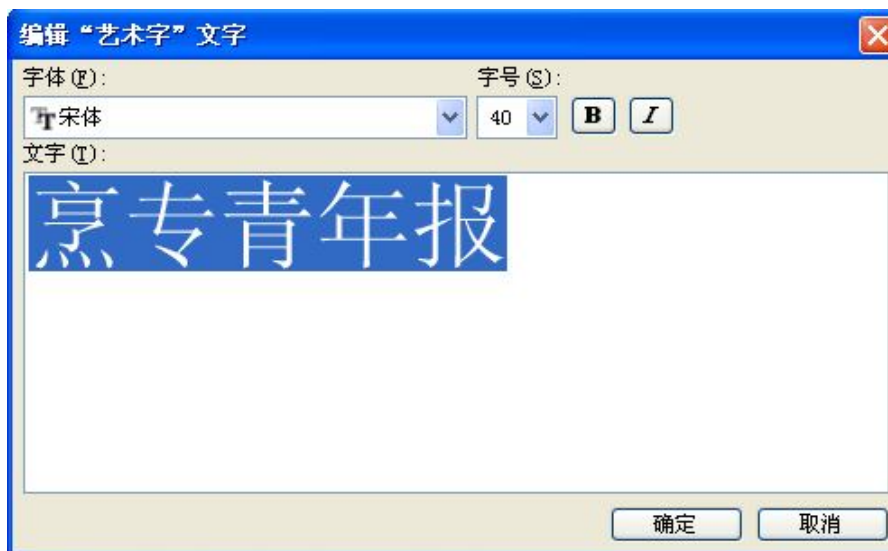 编辑“艺术字”文字
字体(F): 字号(S):
宋体 40 B I
文字(T):
烹专青年报
确定 取消